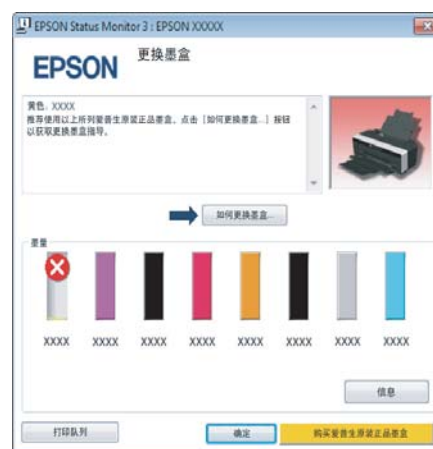 EPSON Status Monitor 3 : EPSON XXXXX
EPSON
更换墨盒
黄色: XXXX
推荐使用以上所列爱普生原装正品墨盒。点击 [如何更换墨盒...] 按钮
以获取更换墨盒指导。
如何更换墨盒...
墨量
XXXX XXXX XXXX XXXX XXXX XXXX XXXX XXXX
信息
打印队列 确定 购买爱普生原装正品墨盒